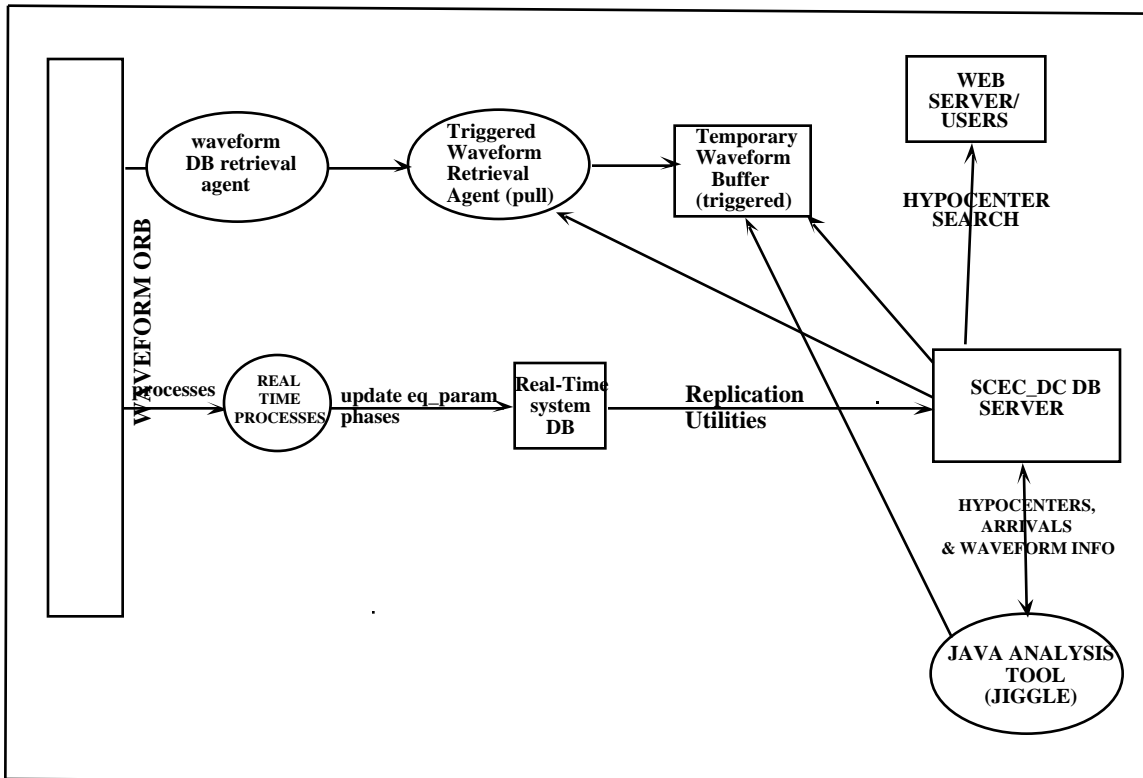 WEB
SERVER/
USERS
waveform
DB retrieval
agent
Triggered
Waveform
Retrieval
Agent (pull)
Temporary
Waveform
Buffer
(triggered)
HYPOCENTER
SEARCH
WAVEFORM ORB
processes
REAL
TIME
PROCESSES
update eq_param
phases
Real-Time
system
DB
Replication
Utilities
SCEC_DC DB
SERVER
HYPOCENTERS,
ARRIVALS
& WAVEFORM INFO
JAVA ANALYSIS
TOOL
(JIGGLE)